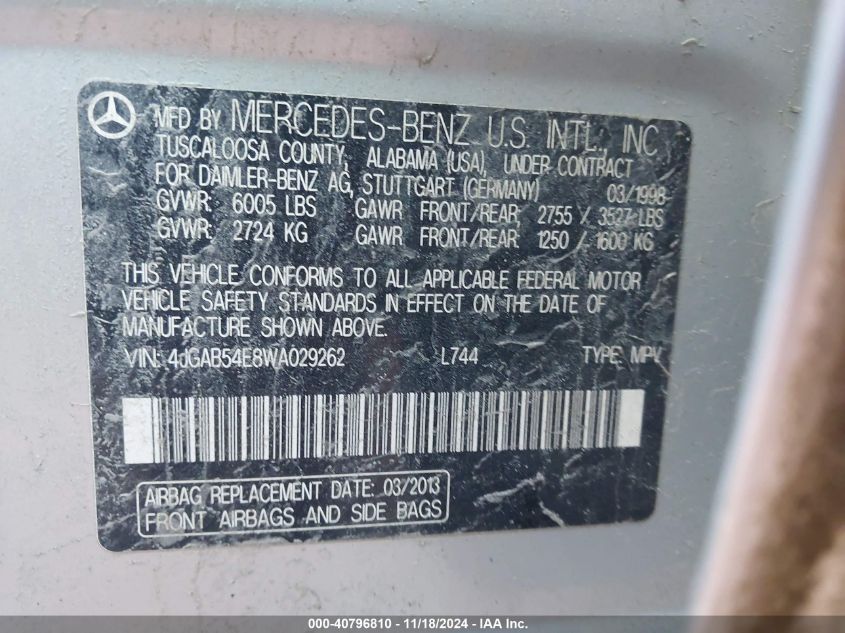 MFD BY MERCEDES-BENZ U.S. INTL., INC.
TUSCALOOSA COUNTY, ALABAMA (USA), UNDER CONTRACT
FOR DAIMLER-BENZ AG, STUTTGART (GERMANY) 03/1998
GVWR: 6005 LBS GAWR FRONT/REAR: 2755 / 3527 LBS
GVWR: 2724 KG GAWR FRONT/REAR: 1250 / 1600 KG
THIS VEHICLE CONFORMS TO ALL APPLICABLE FEDERAL MOTOR
VEHICLE SAFETY STANDARDS IN EFFECT ON THE DATE OF
MANUFACTURE SHOWN ABOVE.
VIN: 4JGAB54E8WA029262 L744 TYPE: MPV
AIRBAG REPLACEMENT DATE: 03/2013
FRONT AIRBAGS AND SIDE BAGS
000-40796810 - 11/18/2024 - IAA Inc.